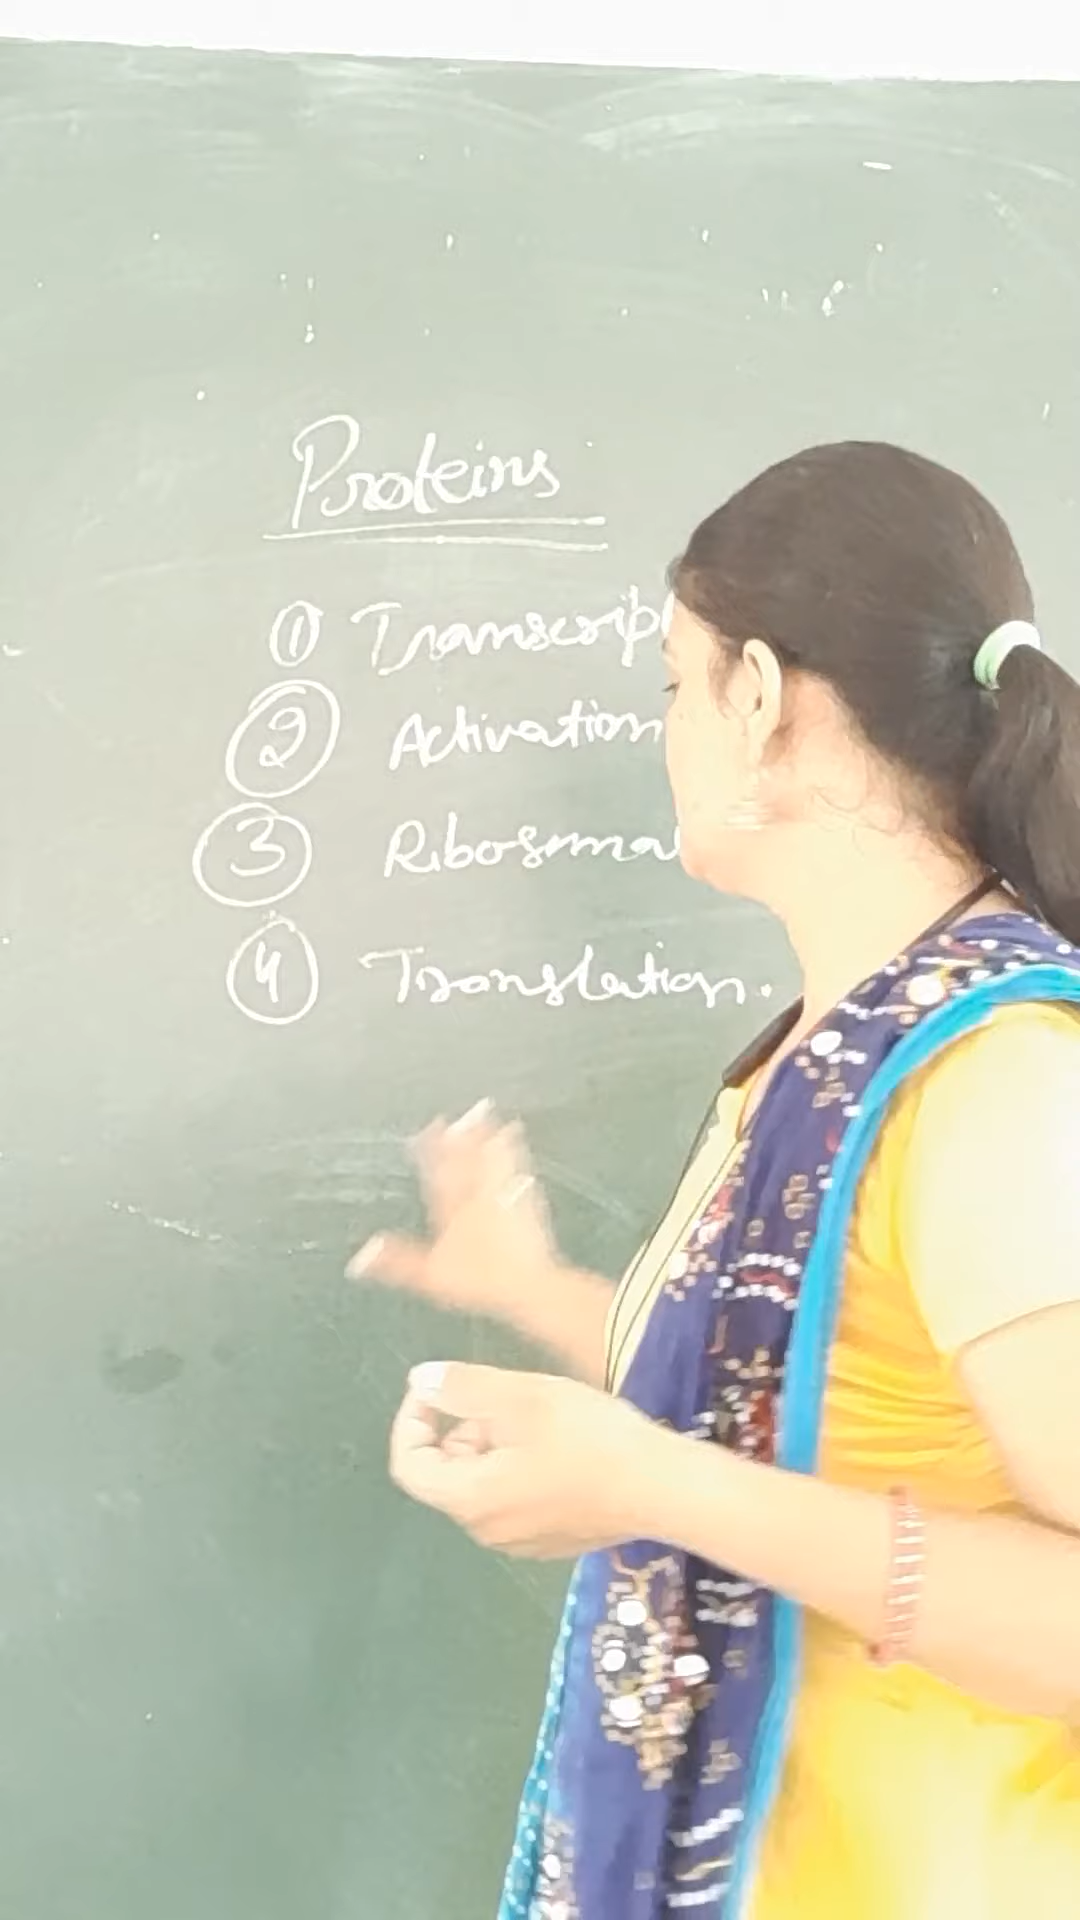 Proteins
① Transcrip
② Activation
③ Ribosoma
④ Translation.